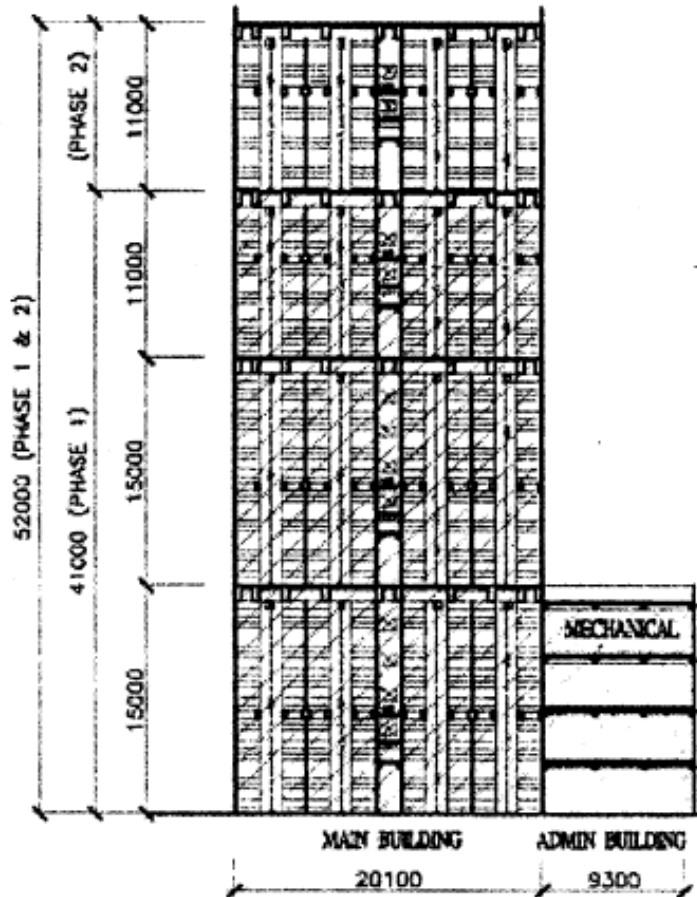 52000 (PHASE 1 & 2)
41000 (PHASE 1)
(PHASE 2)
11000
11000
15000
15000
MECHANICAL
MAIN BUILDING
ADMIN BUILDING
20100
9300